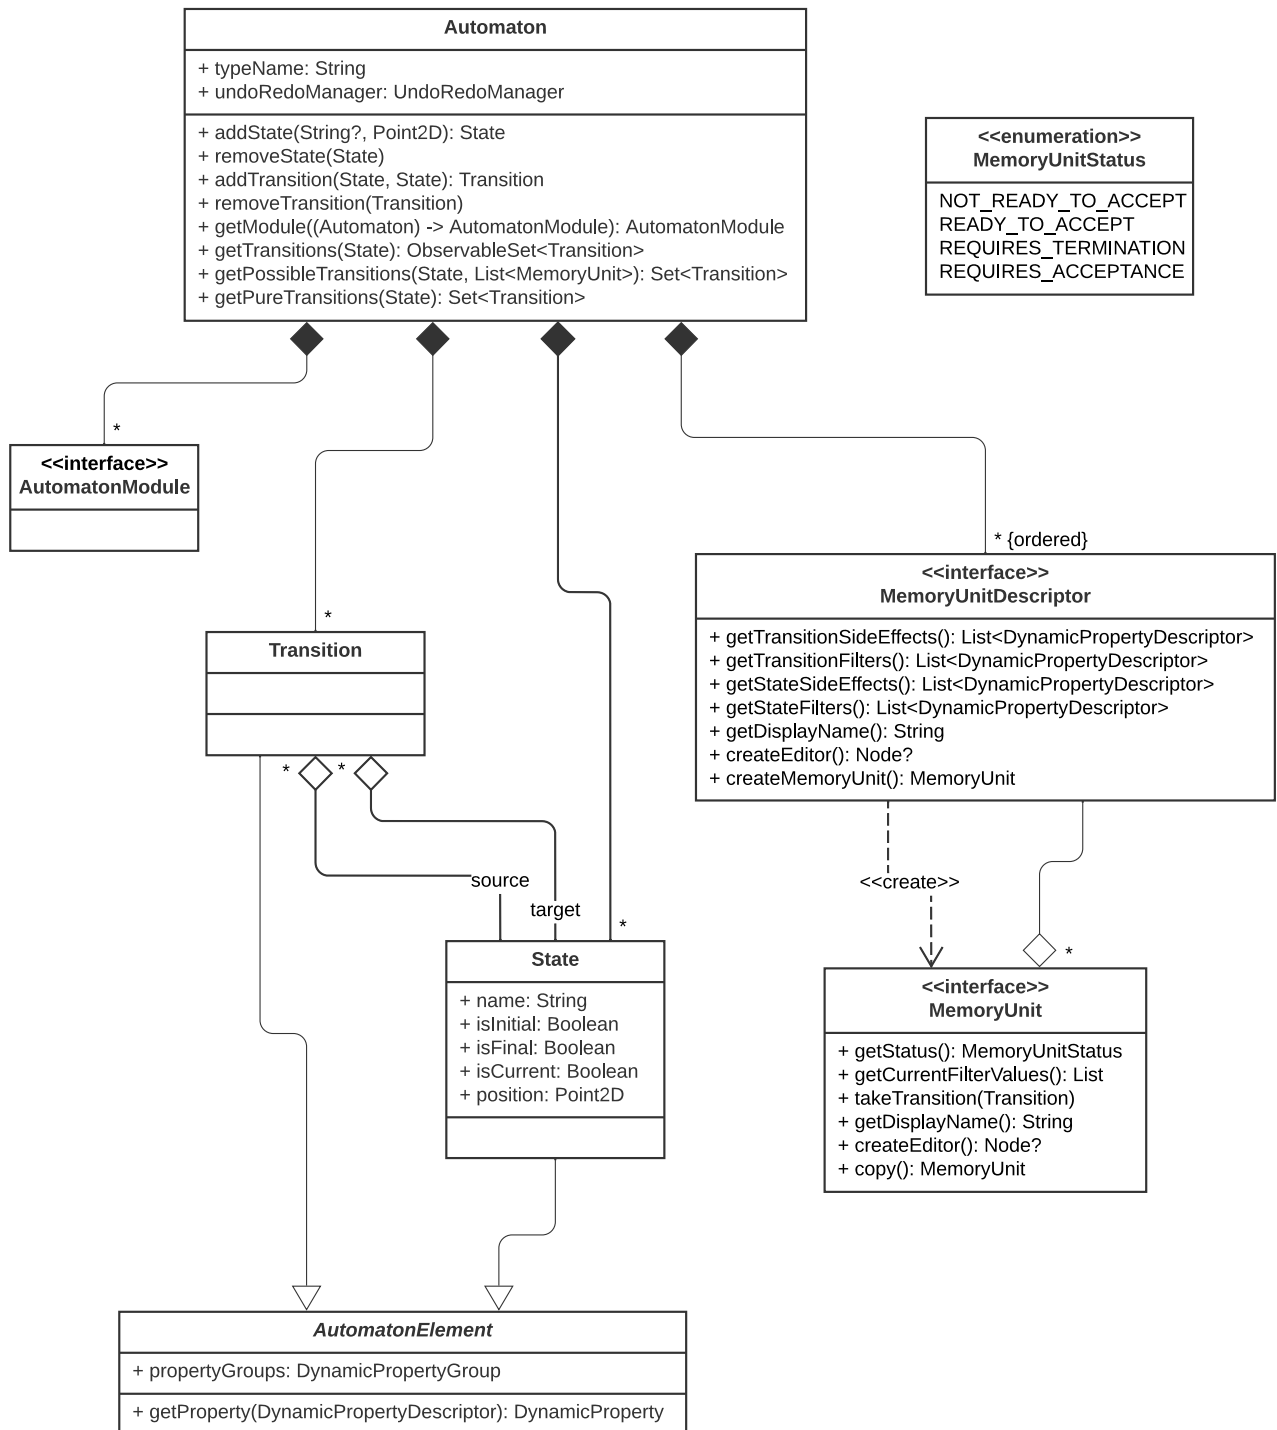 Automaton
+ typeName: String
+ undoRedoManager: UndoRedoManager
+ addState(String?, Point2D): State
+ removeState(State)
+ addTransition(State, State): Transition
+ removeTransition(Transition)
+ getModule((Automaton) -> AutomatonModule): AutomatonModule
+ getTransitions(State): ObservableSet<Transition>
+ getPossibleTransitions(State, List<MemoryUnit>): Set<Transition>
+ getPureTransitions(State): Set<Transition>
<<enumeration>>
MemoryUnitStatus
NOT_READY_TO_ACCEPT
READY_TO_ACCEPT
REQUIRES_TERMINATION
REQUIRES_ACCEPTANCE
*
<<interface>>
AutomatonModule
* {ordered}
<<interface>>
MemoryUnitDescriptor
+ getTransitionSideEffects(): List<DynamicPropertyDescriptor>
+ getTransitionFilters(): List<DynamicPropertyDescriptor>
+ getStateSideEffects(): List<DynamicPropertyDescriptor>
+ getStateFilters(): List<DynamicPropertyDescriptor>
+ getDisplayName(): String
+ createEditor(): Node?
+ createMemoryUnit(): MemoryUnit
*
Transition
* *
source
target
*
<<create>>
*
State
+ name: String
+ isInitial: Boolean
+ isFinal: Boolean
+ isCurrent: Boolean
+ position: Point2D
<<interface>>
MemoryUnit
+ getStatus(): MemoryUnitStatus
+ getCurrentFilterValues(): List
+ takeTransition(Transition)
+ getDisplayName(): String
+ createEditor(): Node?
+ copy(): MemoryUnit
AutomatonElement
+ propertyGroups: DynamicPropertyGroup
+ getProperty(DynamicPropertyDescriptor): DynamicProperty